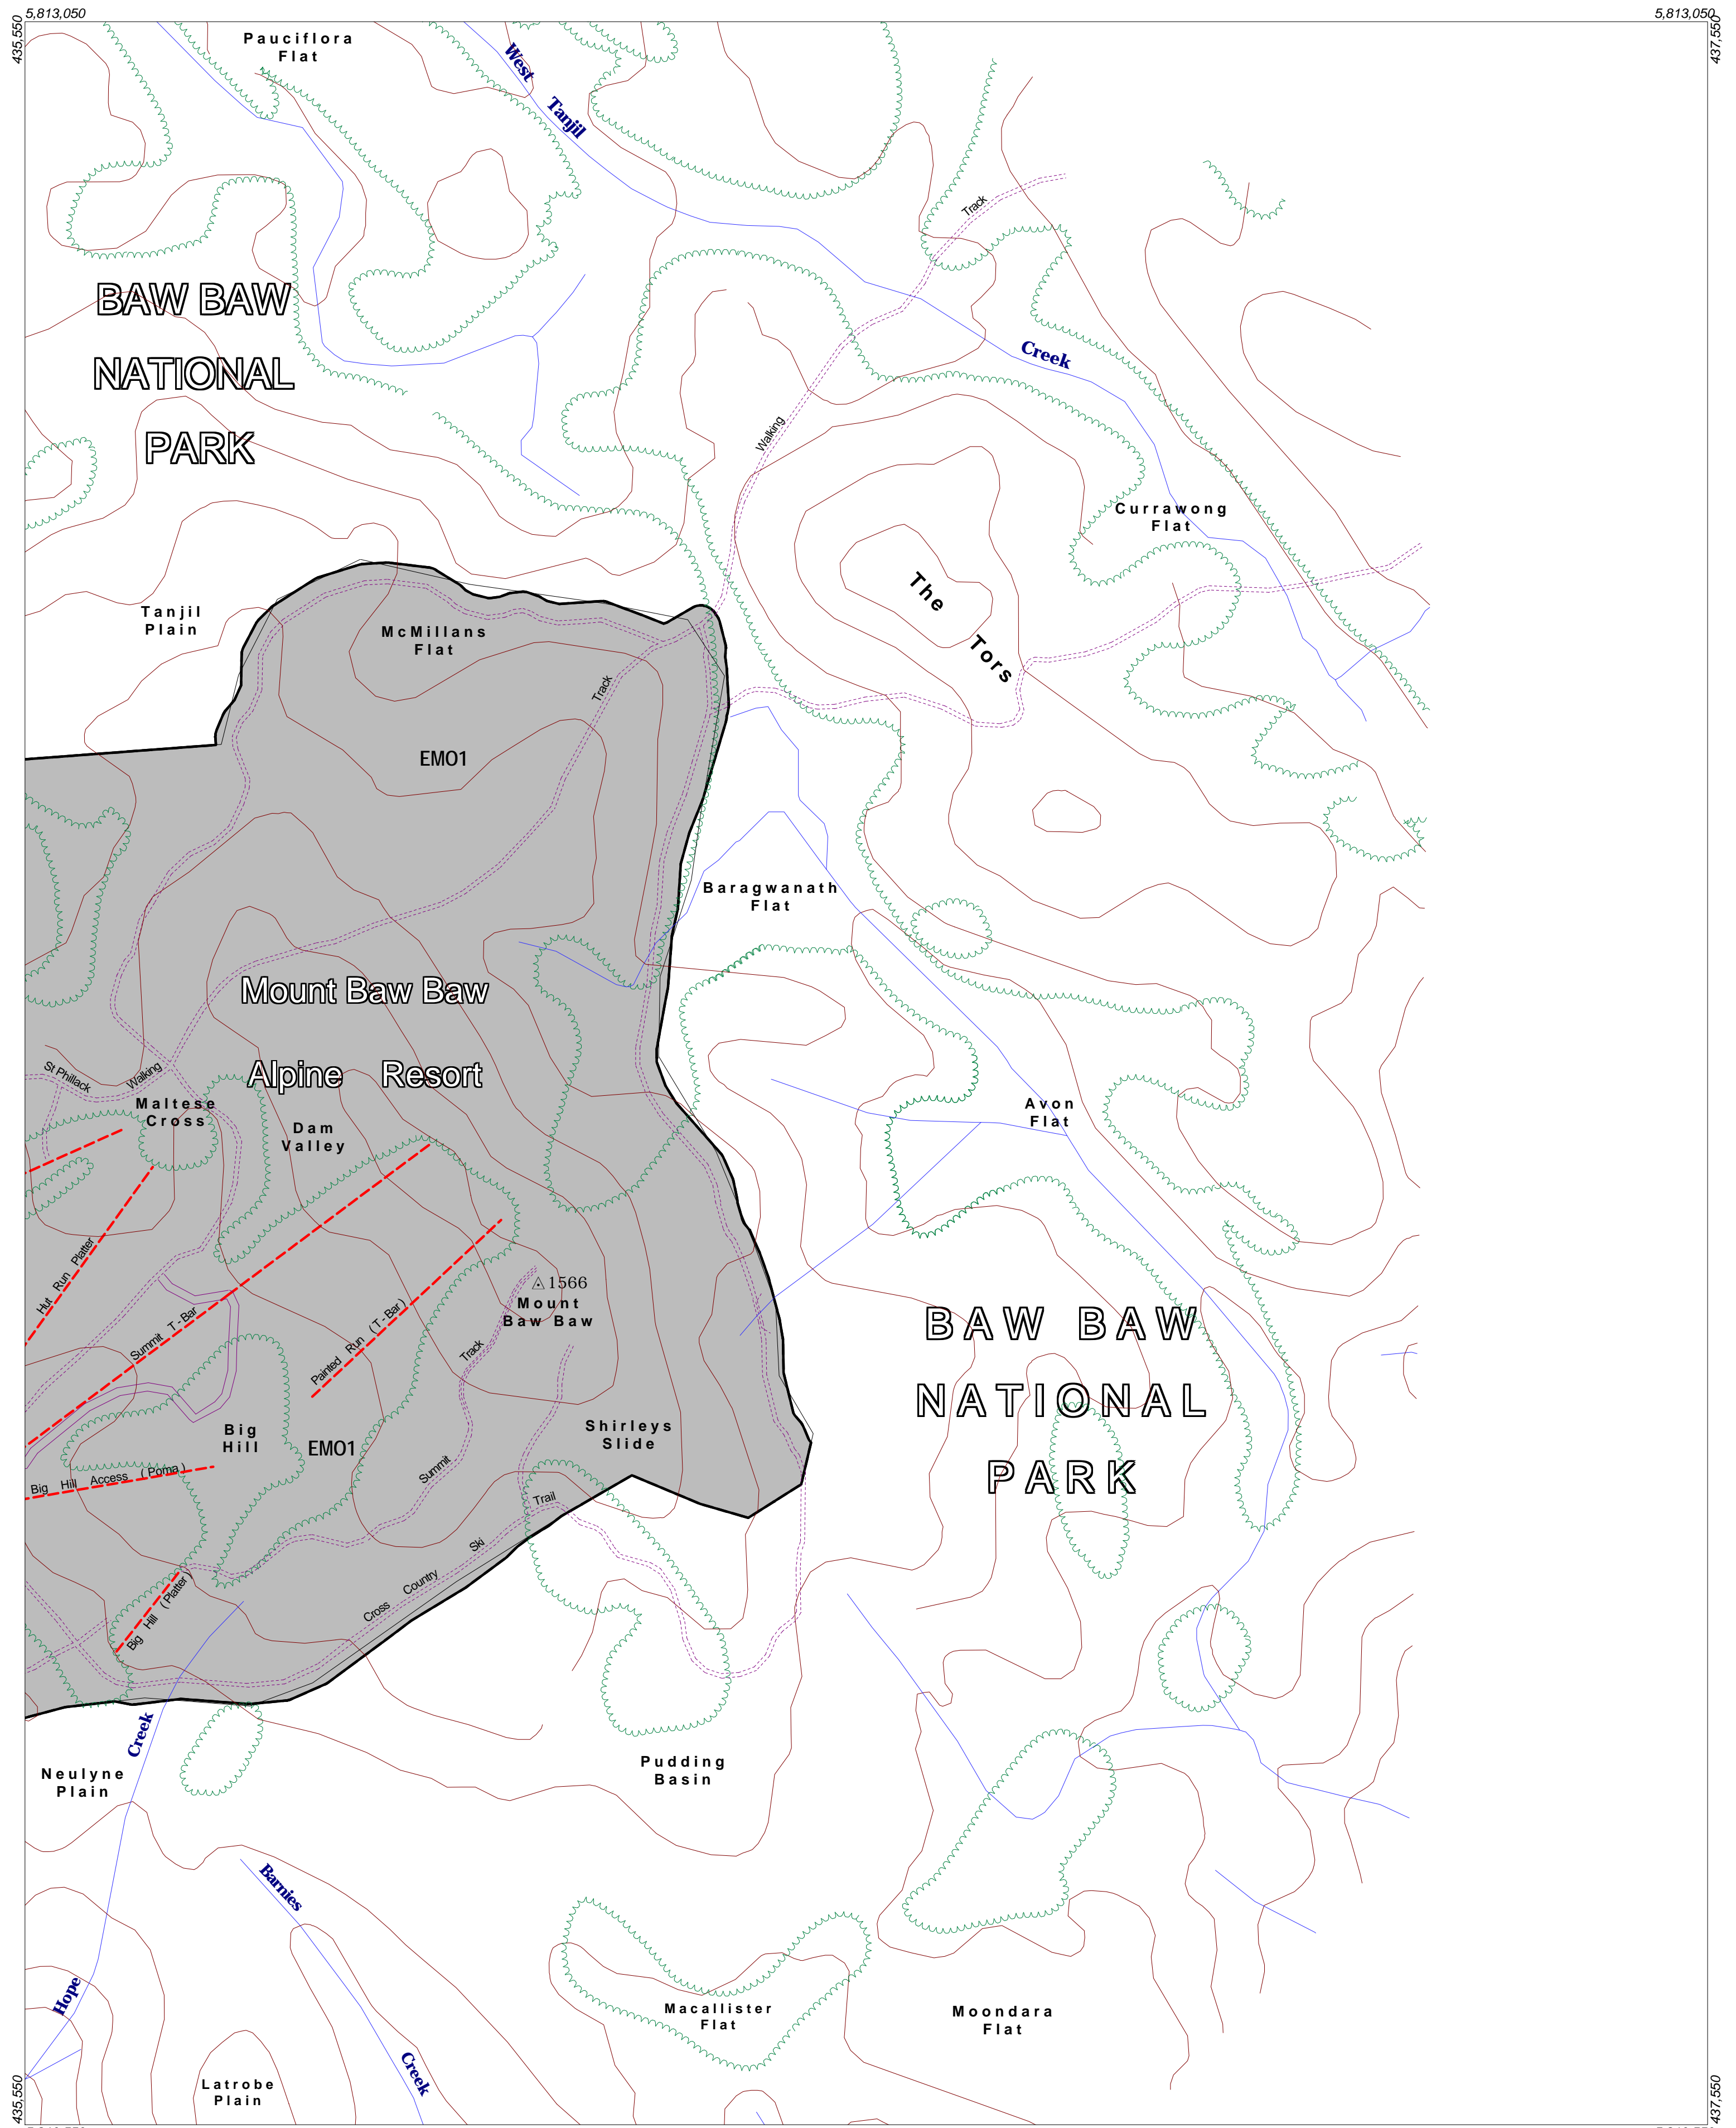 5,813,050
5,813,050
435,550
437,550
Pauciflora
Flat
West
Tanjil
Creek
Track
Walking
BAW BAW
NATIONAL
PARK
Currawong
Flat
The
Tors
Tanjil
Plain
McMillans
Flat
Track
EMO1
Baragwanath
Flat
Mount Baw Baw
Alpine Resort
St Phillack
Walking
Maltese
Cross
Dam
Valley
Avon
Flat
Hut Run Platter
Summit T-Bar
Painted Run (T-Bar)
1566
Mount
Baw Baw
Track
BAW BAW
NATIONAL
PARK
Big
Hill
EMO1
Shirleys
Slide
Summit
Big Hill Access (Poma)
Trail
Ski
Country
Cross
Big Hill (Platter
Creek
Neulyne
Plain
Pudding
Basin
Barnies
Hope
Macallister
Flat
Moondara
Flat
Creek
Latrobe
Plain
435,550
437,550